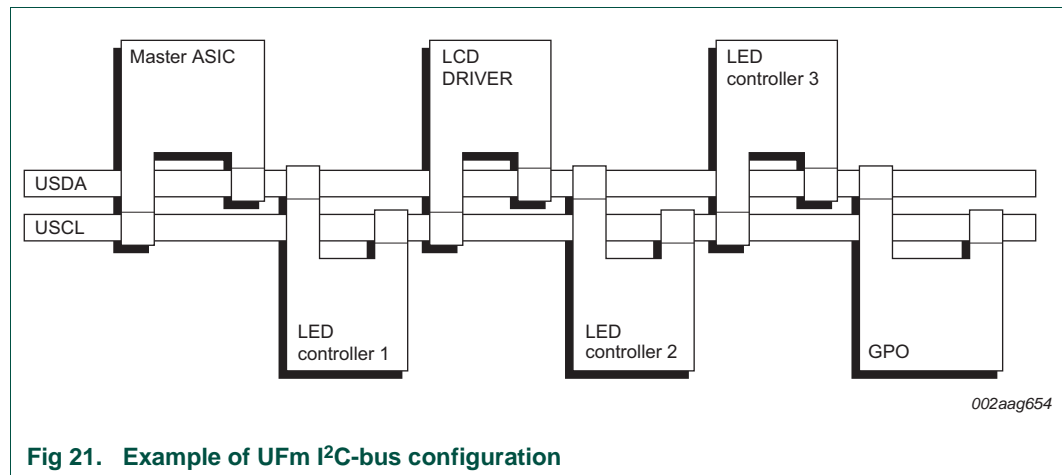 Master ASIC
LCD
DRIVER
LED
controller 3
USDA
USCL
LED
controller 1
LED
controller 2
GPO
002aag654
Fig 21. Example of UFm I²C-bus configuration